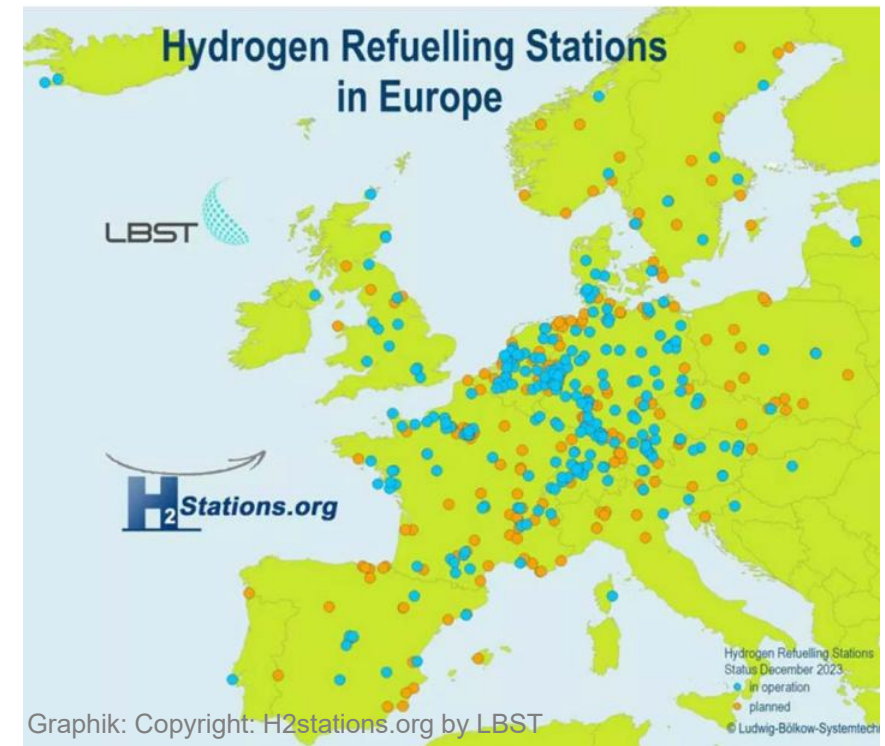 Hydrogen Refuelling Stations
in Europe
LBST
H2Stations.org
Hydrogen Refuelling Stations
Status December 2023
in operation
planned
© Ludwig-Bölkow-Systemtechn
Graphik: Copyright: H2stations.org by LBST